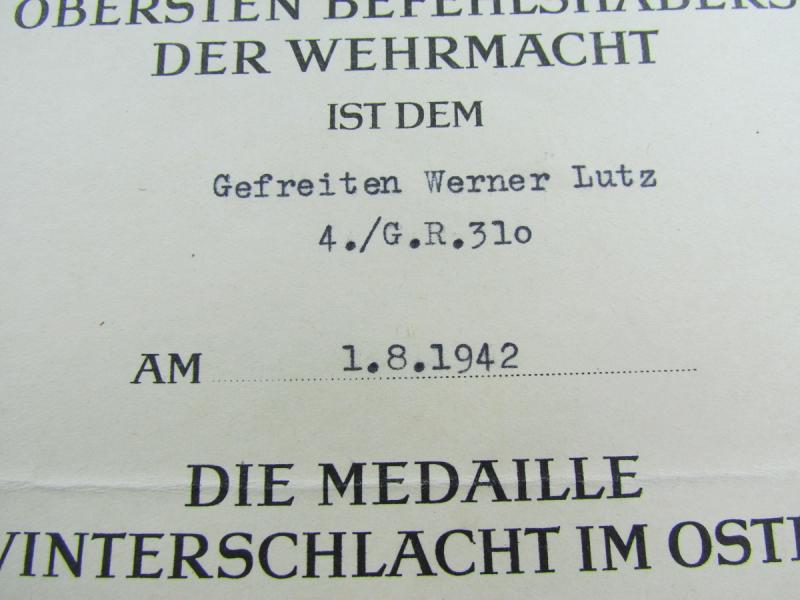 OBERSTEN BEFEHLSHABERS
DER WEHRMACHT
IST DEM
Gefreiten Werner Lutz
4./G.R.31o
AM 1.8.1942
DIE MEDAILLE
WINTERSCHLACHT IM OSTE